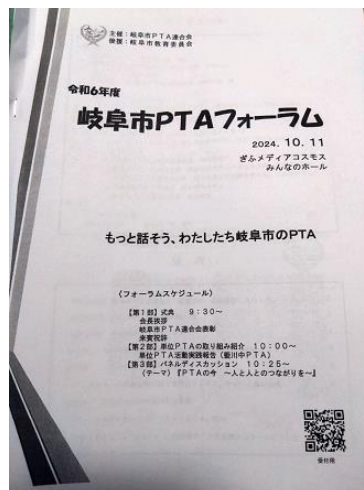 主催：岐阜市PTA連合会
後援：岐阜市教育委員会
令和6年度
岐阜市PTAフォーラム
2024．10．11
ぎふメディアコスモス
みんなのホール
もっと話そう、わたしたち岐阜市のPTA
〈フォーラムスケジュール〉
【第1部】式典　9：30～
会長挨拶
岐阜市PTA連合会表彰
来賓祝辞
【第2部】単位PTAの取り組み紹介　10：00～
単位PTA活動実践報告（藍川中PTA）
【第3部】パネルディスカッション　10：25～
〈テーマ〉『PTAの今　～人と人とのつながりを～』
受付用